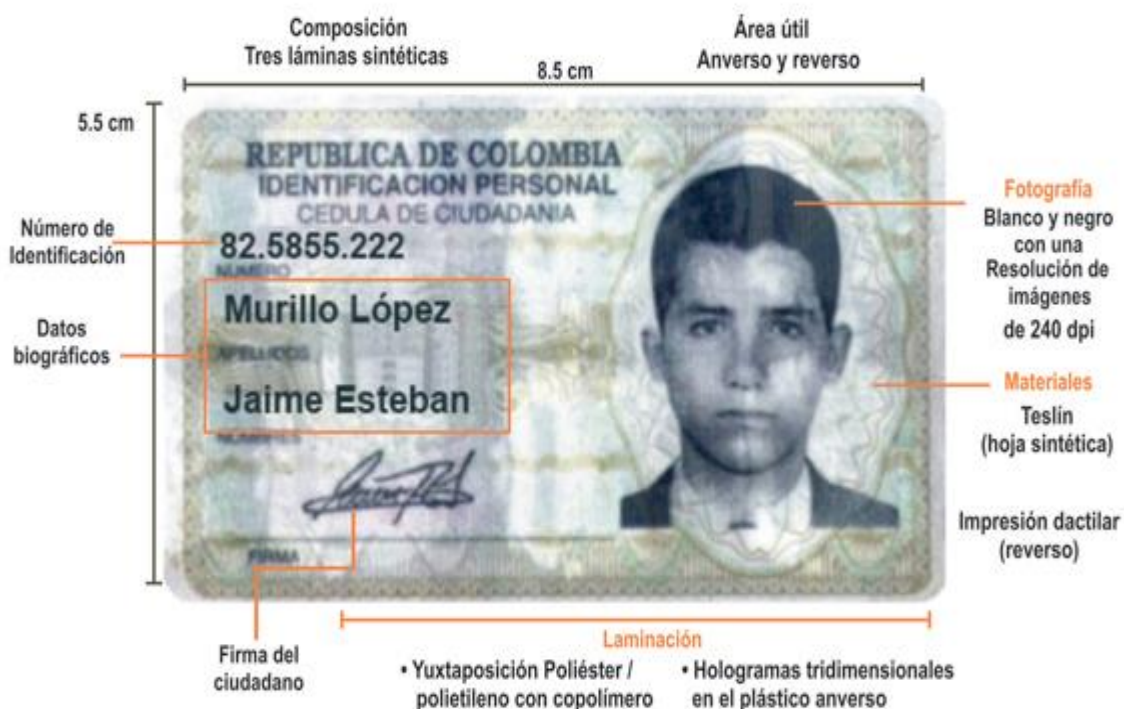 Composición
Tres láminas sintéticas
Área útil
Anverso y reverso
8.5 cm
5.5 cm
REPUBLICA DE COLOMBIA
IDENTIFICACION PERSONAL
CEDULA DE CIUDADANIA
Número de
Identificación
82.5855.222
NUMERO
Datos
biográficos
Murillo López
APELLIDOS
Jaime Esteban
NOMBRES
FIRMA
Fotografía
Blanco y negro
con una
Resolución de
imágenes
de 240 dpi
Materiales
Teslín
(hoja sintética)
Impresión dactilar
(reverso)
Firma del
ciudadano
Laminación
• Yuxtaposición Poliéster /
polietileno con copolímero
• Hologramas tridimensionales
en el plástico anverso